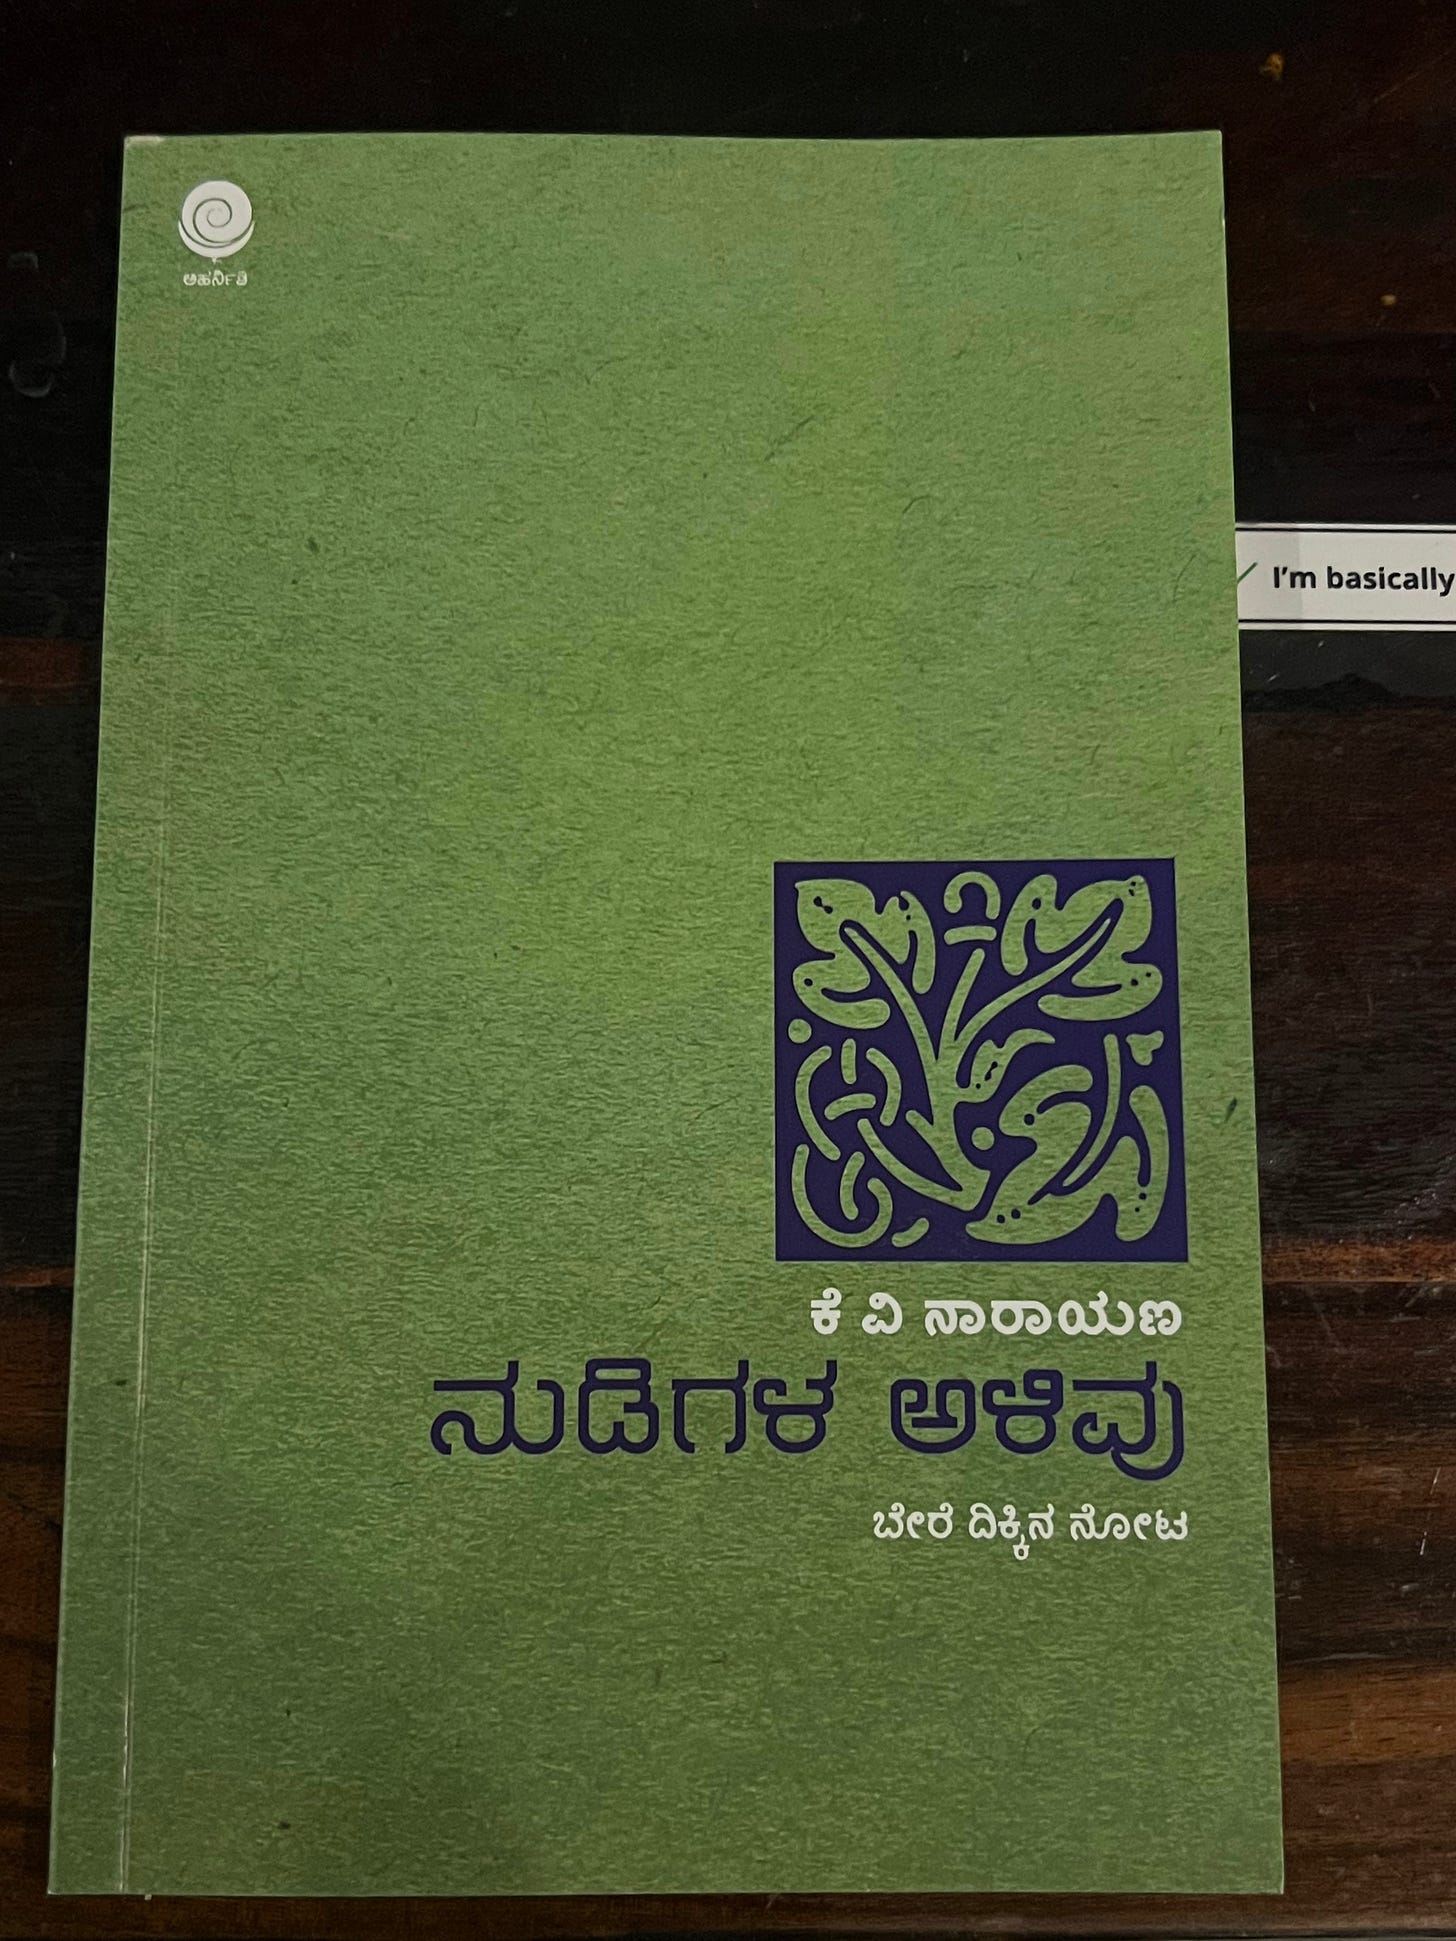 ಅಹರ್ನಿಶಿ
I'm basically
ಕೆ ವಿ ನಾರಾಯಣ
ನುಡಿಗಳ ಅಳಿವು
ಬೇರೆ ದಿಕ್ಕಿನ ನೋಟ